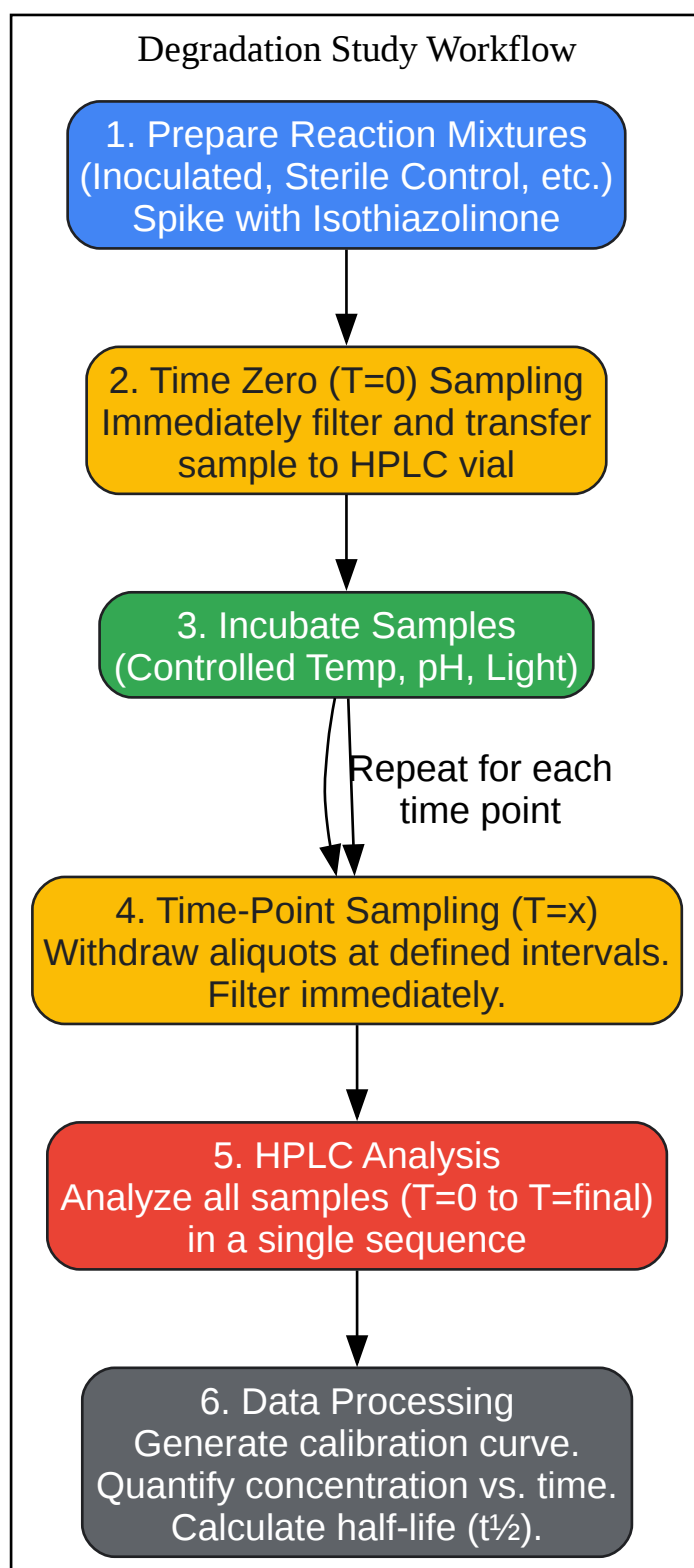 Degradation Study Workflow
1. Prepare Reaction Mixtures
(Inoculated, Sterile Control, etc.)
Spike with Isothiazolinone
2. Time Zero (T=0) Sampling
Immediately filter and transfer
sample to HPLC vial
3. Incubate Samples
(Controlled Temp, pH, Light)
Repeat for each
time point
4. Time-Point Sampling (T=x)
Withdraw aliquots at defined intervals.
Filter immediately.
5. HPLC Analysis
Analyze all samples (T=0 to T=final)
in a single sequence
6. Data Processing
Generate calibration curve.
Quantify concentration vs. time.
Calculate half-life (t½).